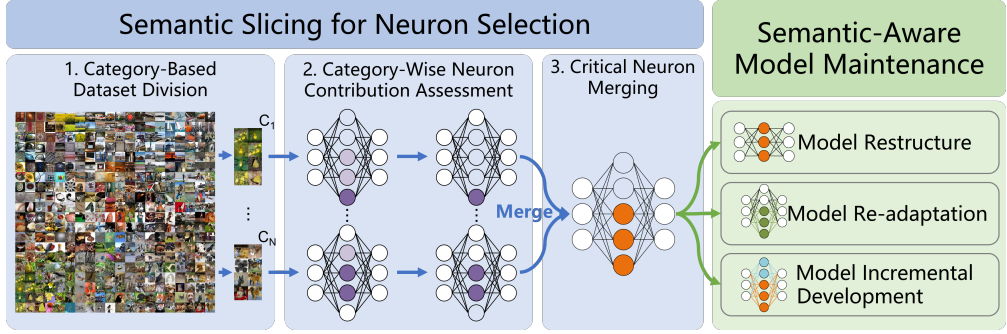 Semantic Slicing for Neuron Selection
Semantic-Aware
Model Maintenance
1. Category-Based
Dataset Division
2. Category-Wise Neuron
Contribution Assessment
3. Critical Neuron
Merging
C1
...
CN
...
Merge
Model Restructure
Model Re-adaptation
Model Incremental
Development